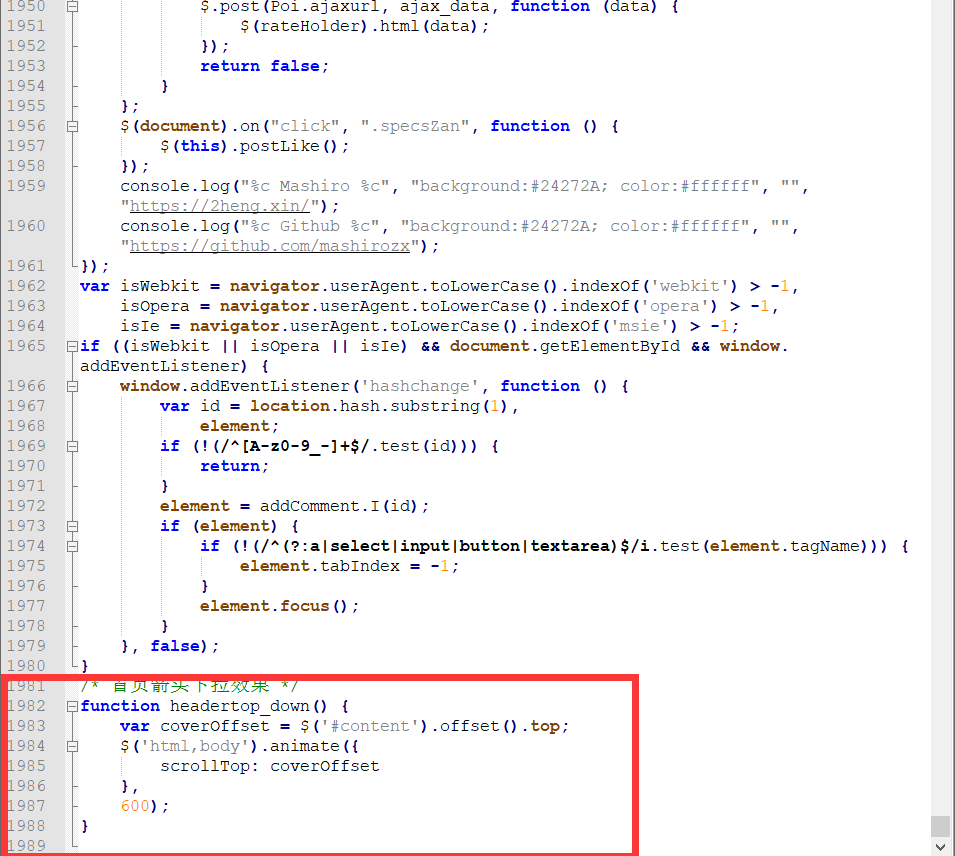 1950 $.post(Poi.ajaxurl, ajax_data, function (data) {
1951 $(rateHolder).html(data);
1952 });
1953 return false;
1954 }
1955 };
1956 $(document).on("click", ".specsZan", function () {
1957 $(this).postLike();
1958 });
1959 console.log("%c Mashiro %c", "background:#24272A; color:#ffffff", "",
"https://2heng.xin/");
1960 console.log("%c Github %c", "background:#24272A; color:#ffffff", "",
"https://github.com/mashirozx");
1961 });
1962 var isWebkit = navigator.userAgent.toLowerCase().indexOf('webkit') > -1,
1963 isOpera = navigator.userAgent.toLowerCase().indexOf('opera') > -1,
1964 isIe = navigator.userAgent.toLowerCase().indexOf('msie') > -1;
1965 if ((isWebkit || isOpera || isIe) && document.getElementById && window.
addEventListener) {
1966 window.addEventListener('hashchange', function () {
1967 var id = location.hash.substring(1),
1968 element;
1969 if (!(/^[A-z0-9_-]+$/.test(id))) {
1970 return;
1971 }
1972 element = addComment.I(id);
1973 if (element) {
1974 if (!(/^(?:a|select|input|button|textarea)$/i.test(element.tagName))) {
1975 element.tabIndex = -1;
1976 }
1977 element.focus();
1978 }
1979 }, false);
1980 }
1981 /* 首页箭头下拉效果 */
1982 function headertop_down() {
1983 var coverOffset = $('#content').offset().top;
1984 $('html,body').animate({
1985 scrollTop: coverOffset
1986 },
1987 600);
1988 }
1989